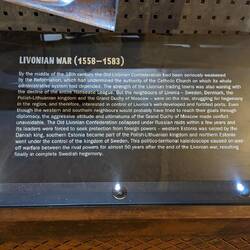 LIVONIAN WAR (1558–1583)
By the middle of the 16th century the Old Livonian Confederation had been seriously weakened
by the Reformation, which had undermined the authority of the Catholic Church on which its whole
administrative system had depended. The strength of the Livonian trading towns was also waning with
the decline of the entire Hanseatic League. But the neighbours of Livonia – Sweden, Denmark, the
Polish-Lithuanian kingdom and the Grand Duchy of Moscow – were on the rise, struggling for hegemony
in the region, and therefore, interested in control of Livonia's well-developed and fortified ports. Even
though the western and southern neighbours would probably have tried to reach their goals through
diplomacy, the aggressive attitude and ultimatums of the Grand Duchy of Moscow made conflict
unavoidable. The Old Livonian Confederation collapsed under Russian raids within a few years and
its leaders were forced to seek protection from foreign powers – western Estonia was seized by the
Danish king, southern Estonia became part of the Polish-Lithuanian kingdom and northern Estonia
went under the control of the kingdom of Sweden. This political-territorial kaleidoscope caused an on-and-
off warfare between the rival powers for almost 50 years after the end of the Livonian war, resulting
finally in complete Swedish hegemony.